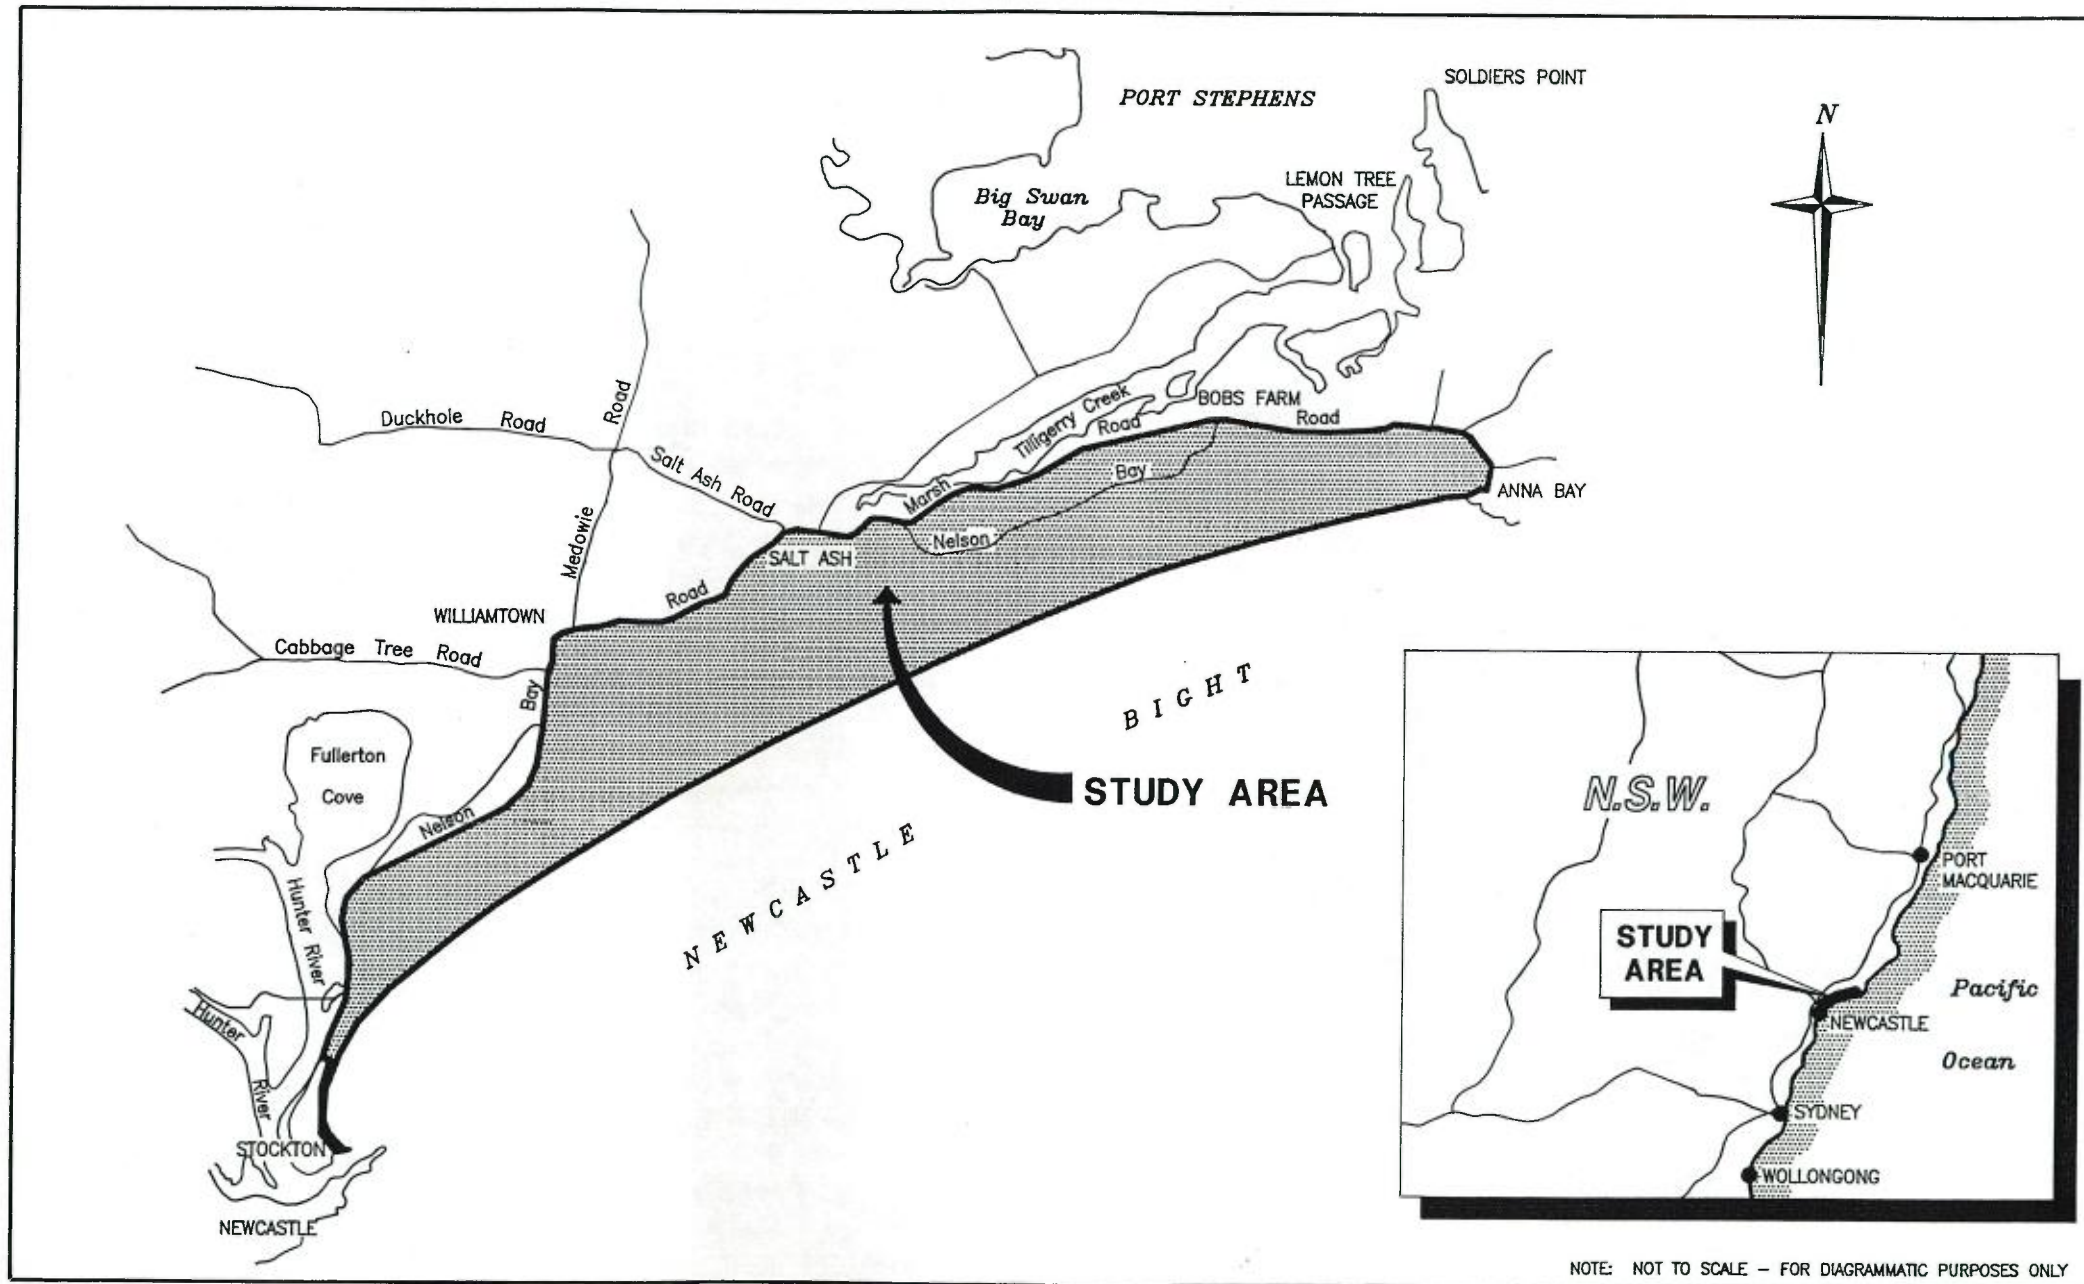 SOLDIERS POINT
PORT STEPHENS
N
LEMON TREE
PASSAGE
Big Swan
Bay
Duckhole Road
Medowie Road
Salt Ash Road
Tilligerry Creek
BOBS FARM
Marsh Road
Road
Nelson Bay
ANNA BAY
SALT ASH
Road
WILLIAMTOWN
Cabbage Tree Road
Bay
Nelson
Fullerton
Cove
NEWCASTLE BIGHT
STUDY AREA
Hunter River
Hunter River
STOCKTON
NEWCASTLE
N.S.W.
PORT
MACQUARIE
STUDY
AREA
Pacific
Ocean
NEWCASTLE
SYDNEY
WOLLONGONG
NOTE: NOT TO SCALE – FOR DIAGRAMMATIC PURPOSES ONLY